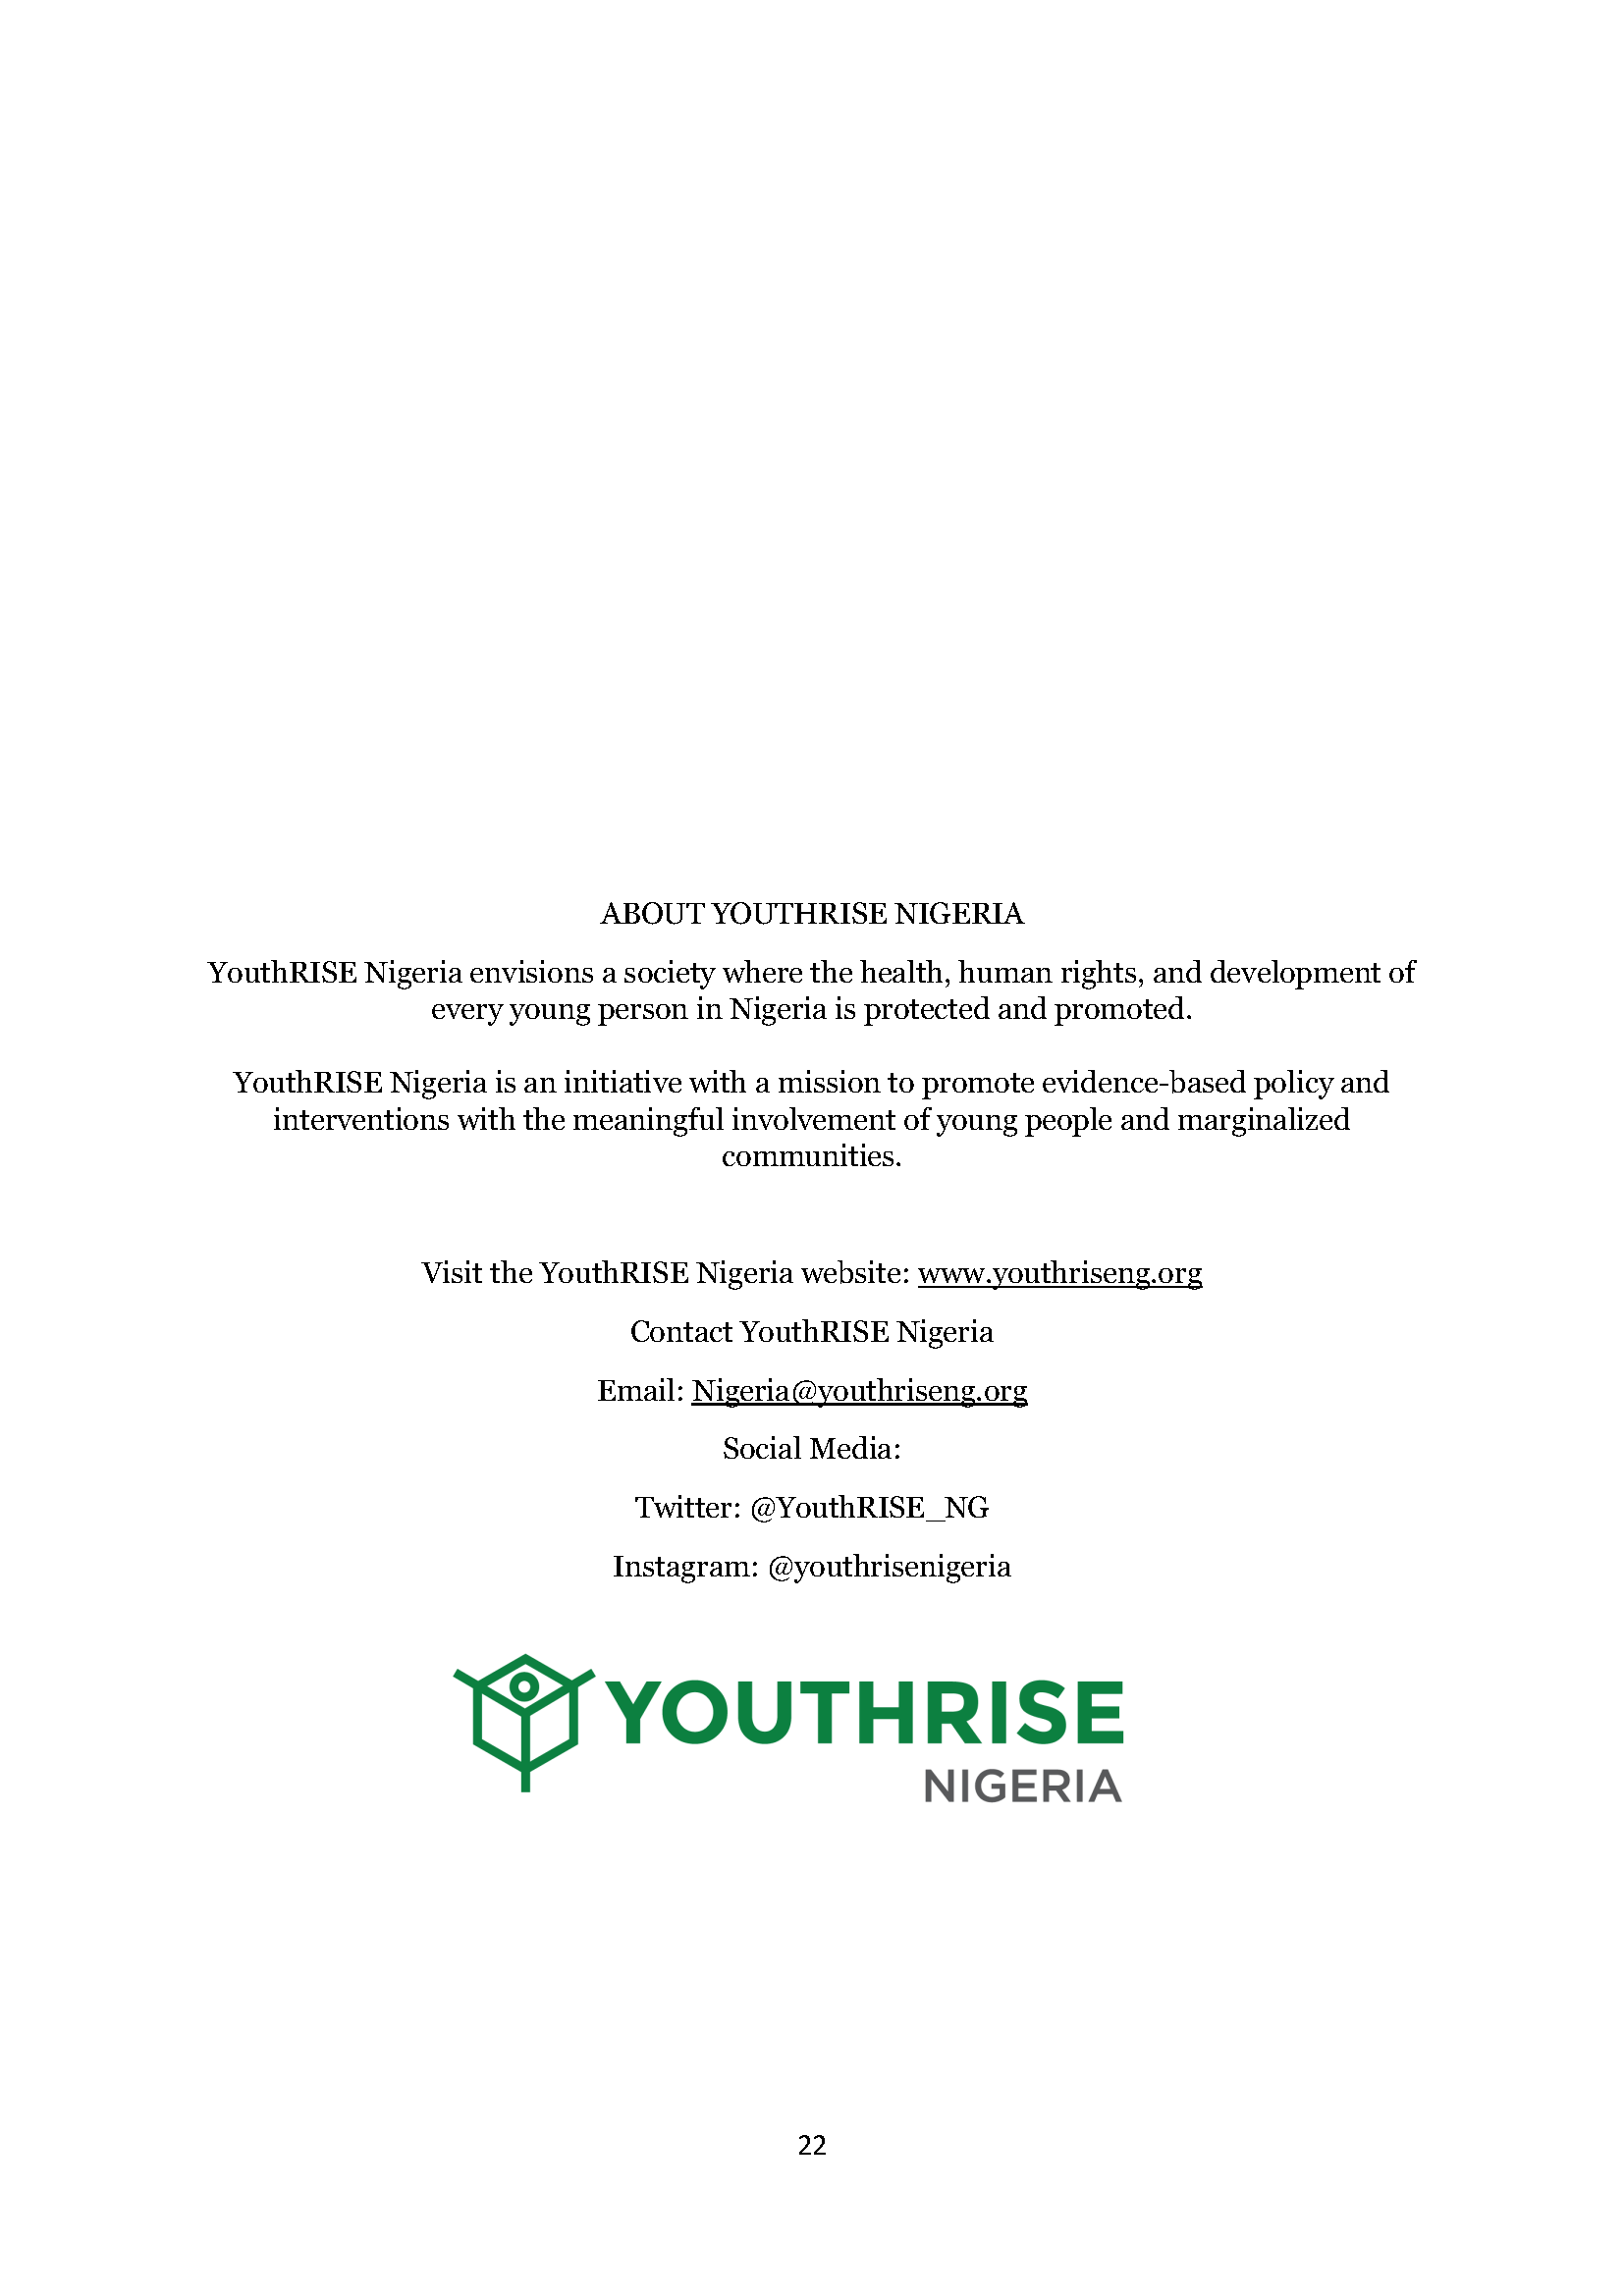 ABOUT YOUTHRISE NIGERIA
YouthRISE Nigeria envisions a society where the health, human rights, and development of
every young person in Nigeria is protected and promoted.
YouthRISE Nigeria is an initiative with a mission to promote evidence-based policy and
interventions with the meaningful involvement of young people and marginalized
communities.
Visit the YouthRISE Nigeria website: www.youthriseng.org
Contact YouthRISE Nigeria
Email: Nigeria@youthriseng.org
Social Media:
Twitter: @YouthRISE_NG
Instagram: @youthrisenigeria
YOUTHRISE
NIGERIA
22